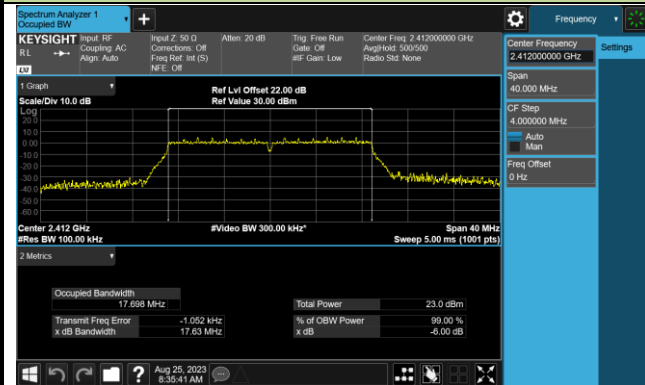 Spectrum Analyzer 1
Occupied BW
Frequency
KEYSIGHT
RL
LXI
Input: RF
Coupling: AC
Align: Auto
Input Z: 50 Ω
Corrections: Off
Freq Ref: Int (S)
NFE: Off
Atten: 20 dB
Trig: Free Run
Gate: Off
#IF Gain: Low
Center Freq: 2.412000000 GHz
Avg|Hold: 500/500
Radio Std: None
Center Frequency
2.412000000 GHz
Settings
Span
40.000 MHz
CF Step
4.000000 MHz
Auto
Man
Freq Offset
0 Hz
1 Graph
Scale/Div 10.0 dB
Ref Lvl Offset 22.00 dB
Ref Value 30.00 dBm
Log
20.0
10.0
0.00
-10.0
-20.0
-30.0
-40.0
-50.0
-60.0
Center 2.412 GHz
#Res BW 100.00 kHz
#Video BW 300.00 kHz*
Span 40 MHz
Sweep 5.00 ms (1001 pts)
2 Metrics
Occupied Bandwidth
17.698 MHz
Total Power 23.0 dBm
Transmit Freq Error -1.052 kHz
% of OBW Power 99.00 %
x dB Bandwidth 17.63 MHz
x dB -6.00 dB
Aug 25, 2023
8:35:41 AM